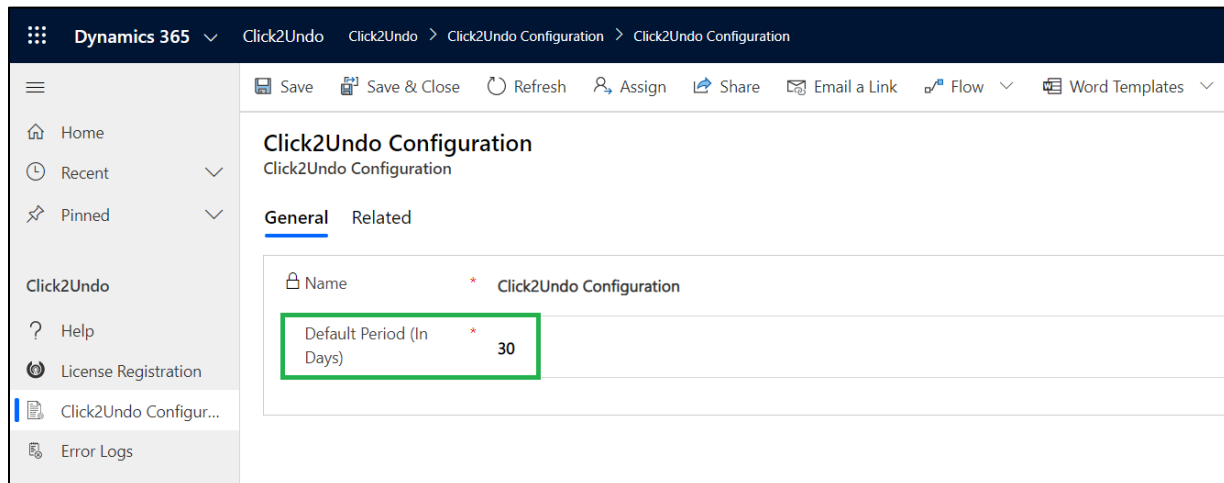 Dynamics 365 Click2Undo Click2Undo > Click2Undo Configuration > Click2Undo Configuration
Save Save & Close Refresh Assign Share Email a Link Flow Word Templates
Home
Recent
Pinned
Click2Undo
Help
License Registration
Click2Undo Configur...
Error Logs
Click2Undo Configuration
Click2Undo Configuration
General Related
Name * Click2Undo Configuration
Default Period (In * 30
Days)